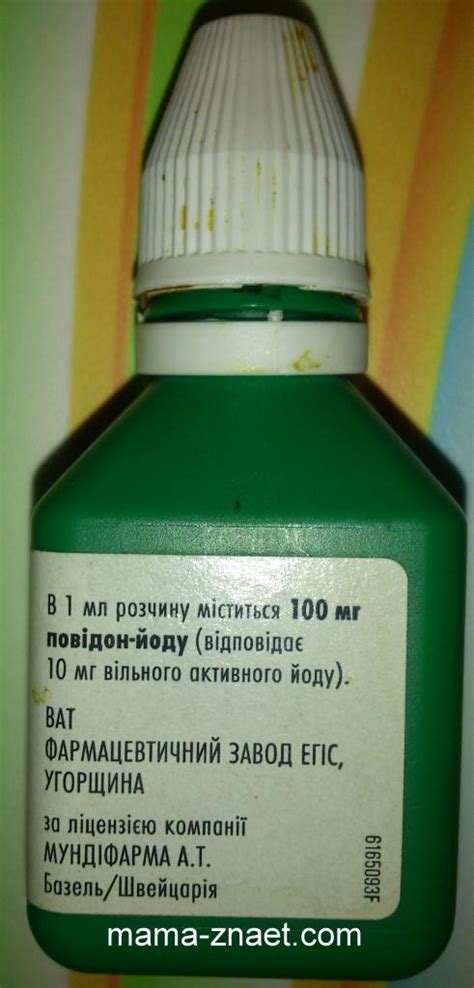 В 1 мл розчину міститься 100 мг
повідон-йоду (відповідає
10 мг вільного активного йоду).
ВАТ
ФАРМАЦЕВТИЧНИЙ ЗАВОД ЕГІС,
УГОРЩИНА
за ліцензією компанії
МУНДІФАРМА А.Т.
Базель/Швейцарія
6165093F
mama-znaet.com